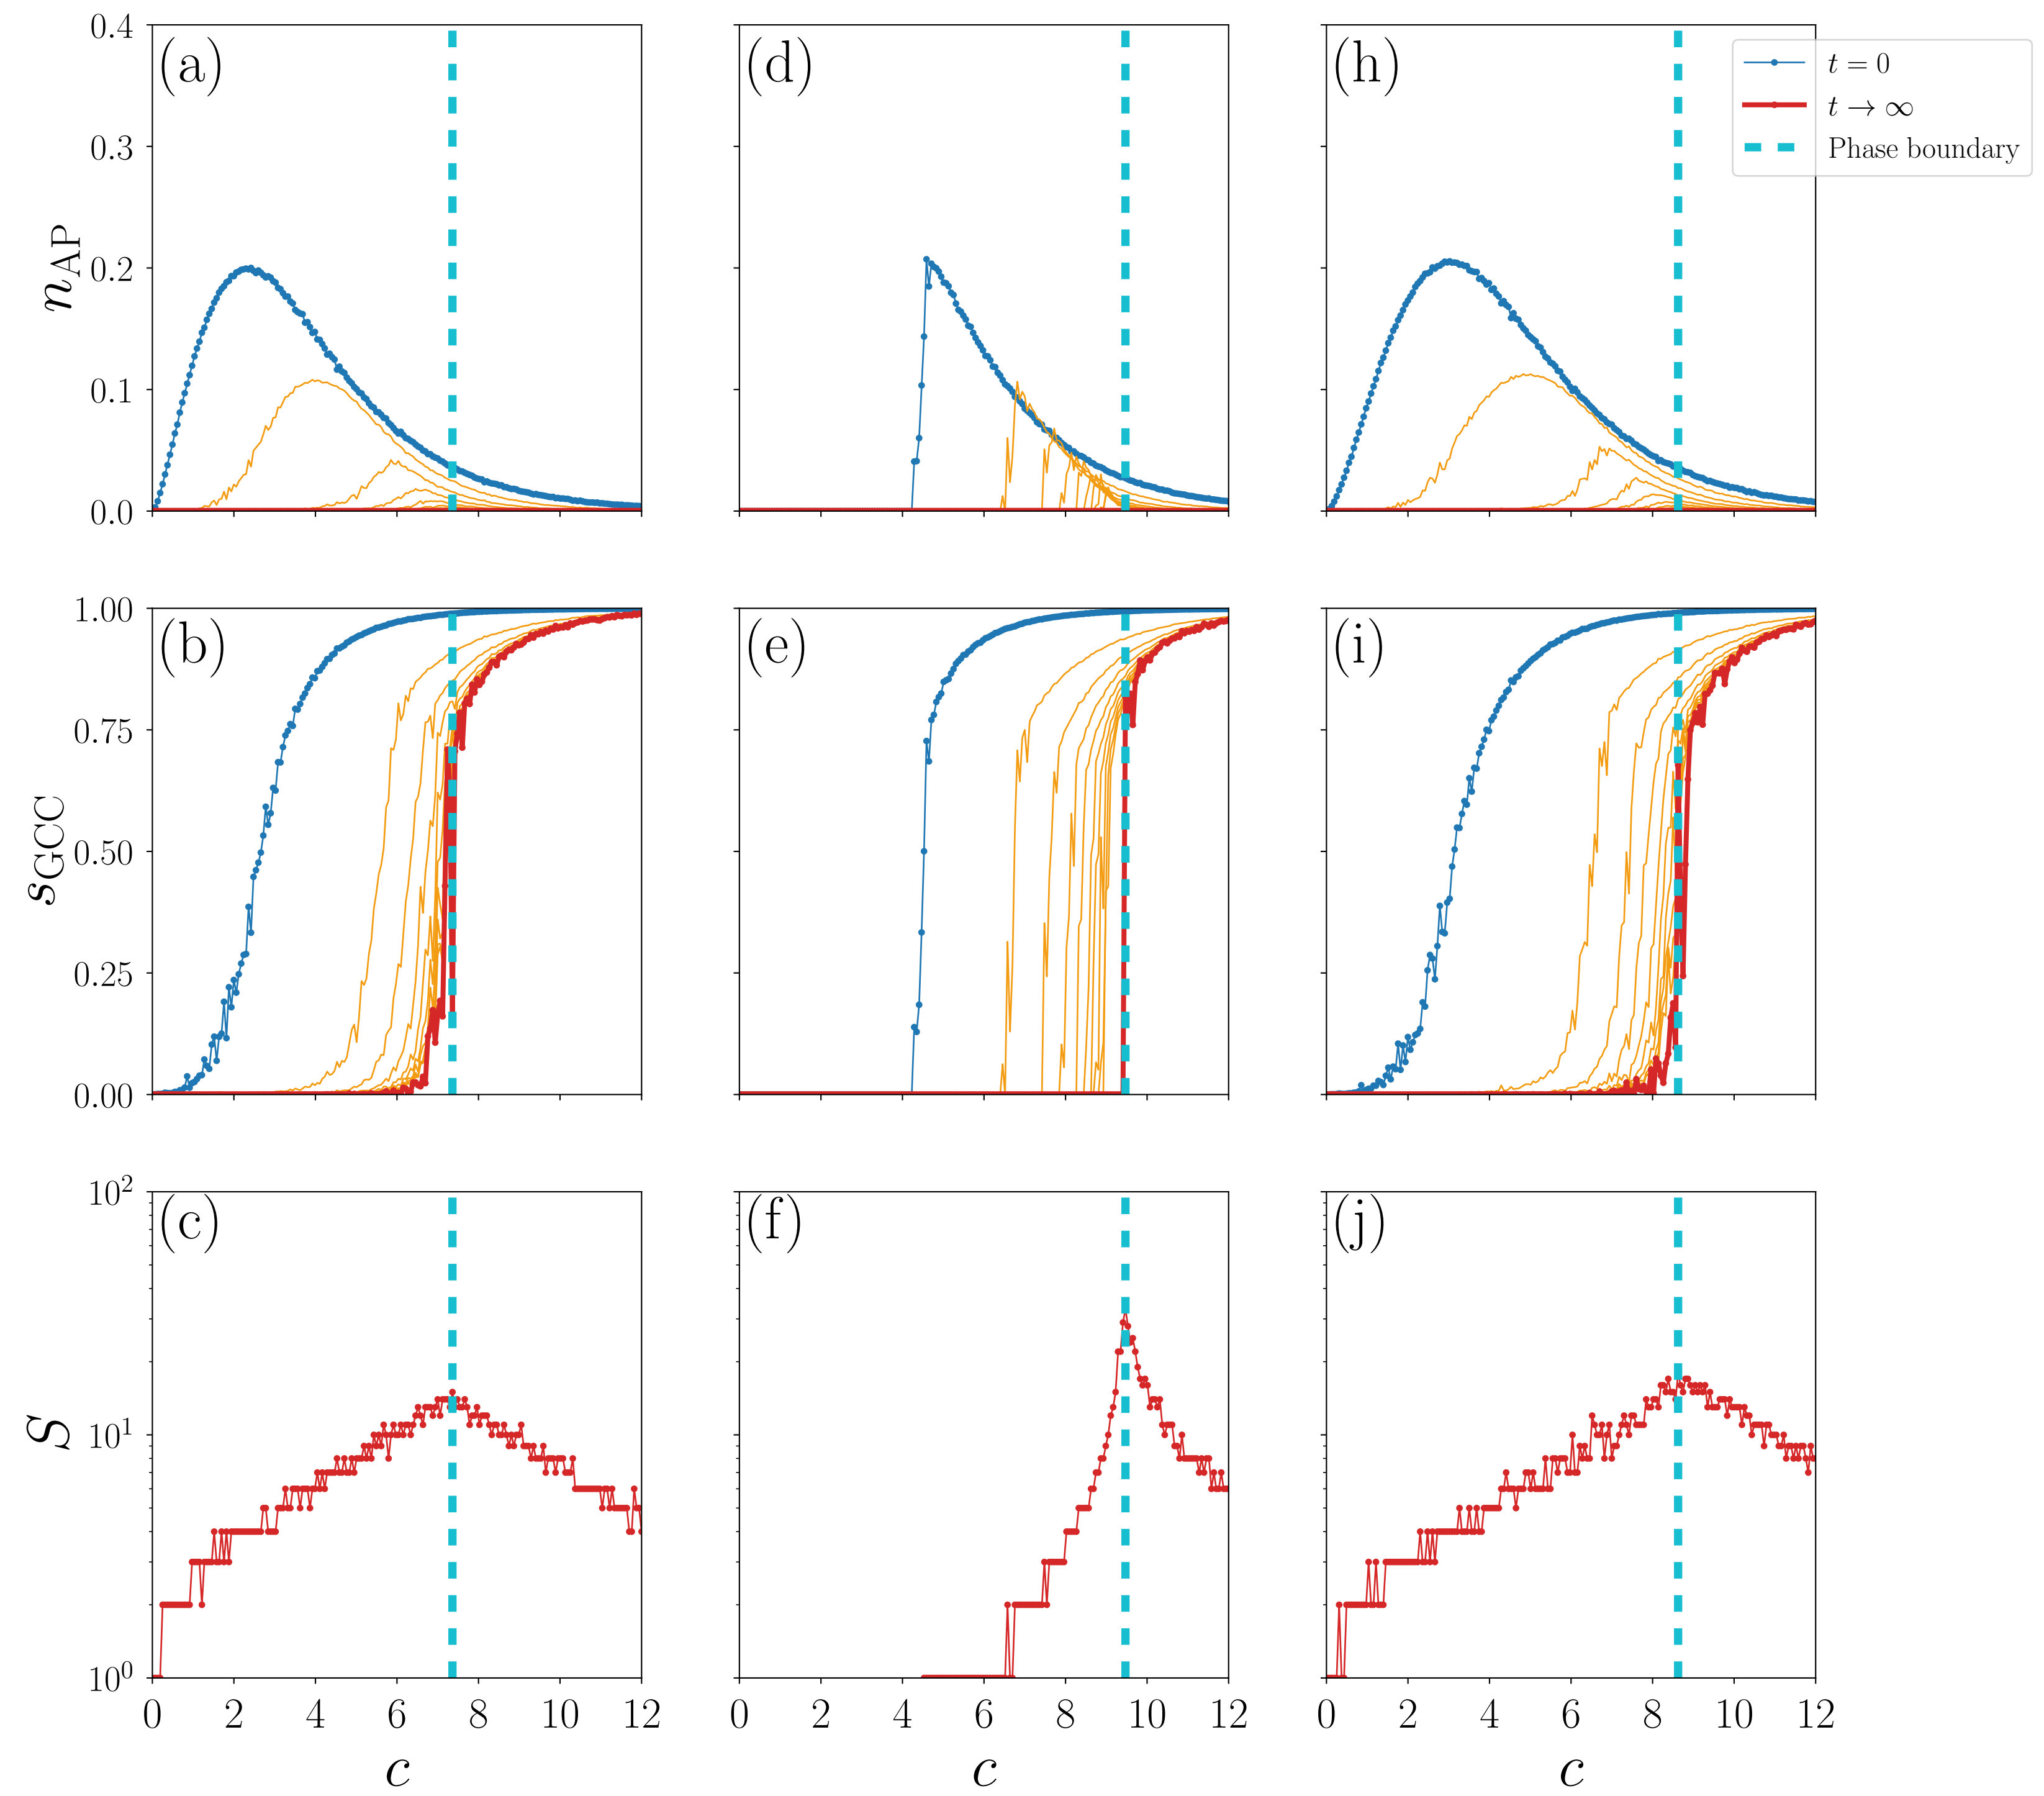 (a)
(d)
(h)
t = 0
t → ∞
Phase boundary
n_AP
0.4
0.3
0.2
0.1
0.0
(b)
(e)
(i)
s_GCC
1.00
0.75
0.50
0.25
0.00
(c)
(f)
(j)
S
10^2
10^1
10^0
0 2 4 6 8 10 12
0 2 4 6 8 10 12
0 2 4 6 8 10 12
c
c
c